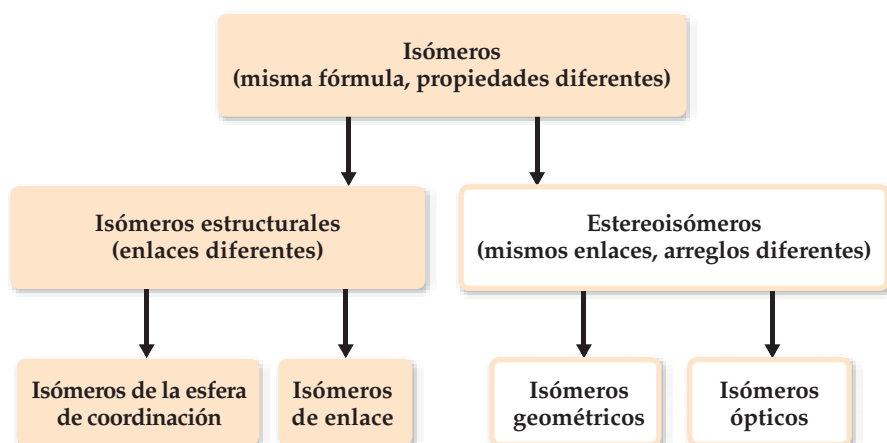 Isómeros
(misma fórmula, propiedades diferentes)
Isómeros estructurales
(enlaces diferentes)
Estereoisómeros
(mismos enlaces, arreglos diferentes)
Isómeros de la esfera
de coordinación
Isómeros
de enlace
Isómeros
geométricos
Isómeros
ópticos